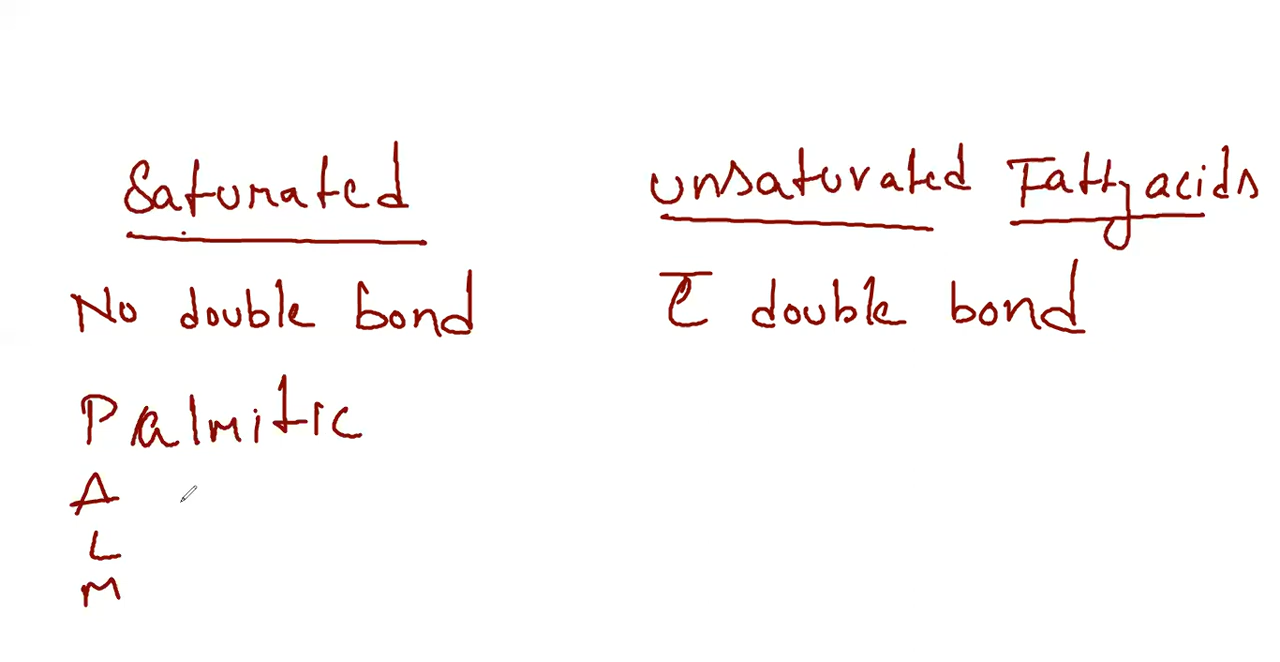 Saturated unsaturated Fatty acids
No double bond c̅ double bond
Palmitic
A
L
M